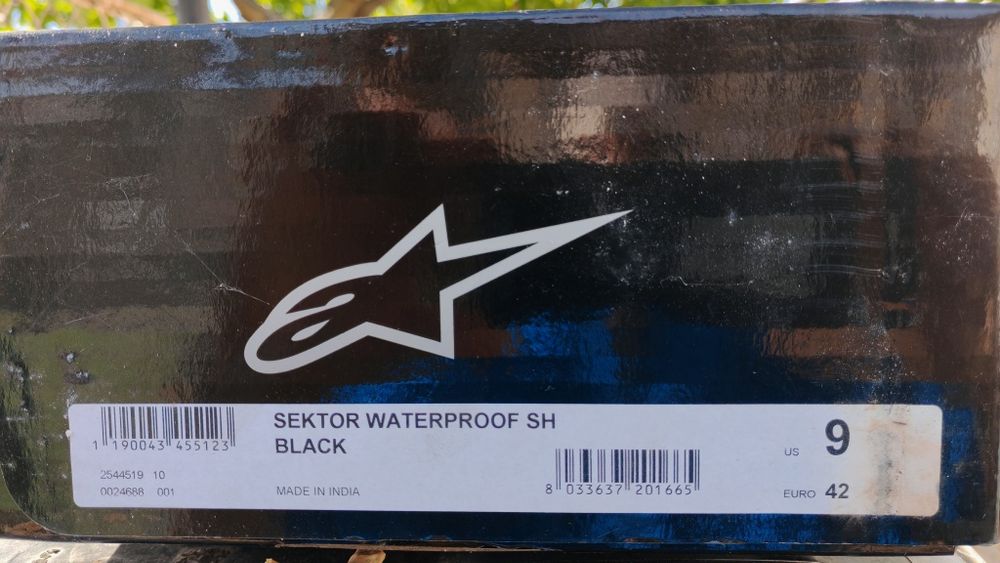 1 190043 455123
2544519 10
0024688 001
SEKTOR WATERPROOF SH
BLACK
MADE IN INDIA
8 033637 201665
US 9
EURO 42